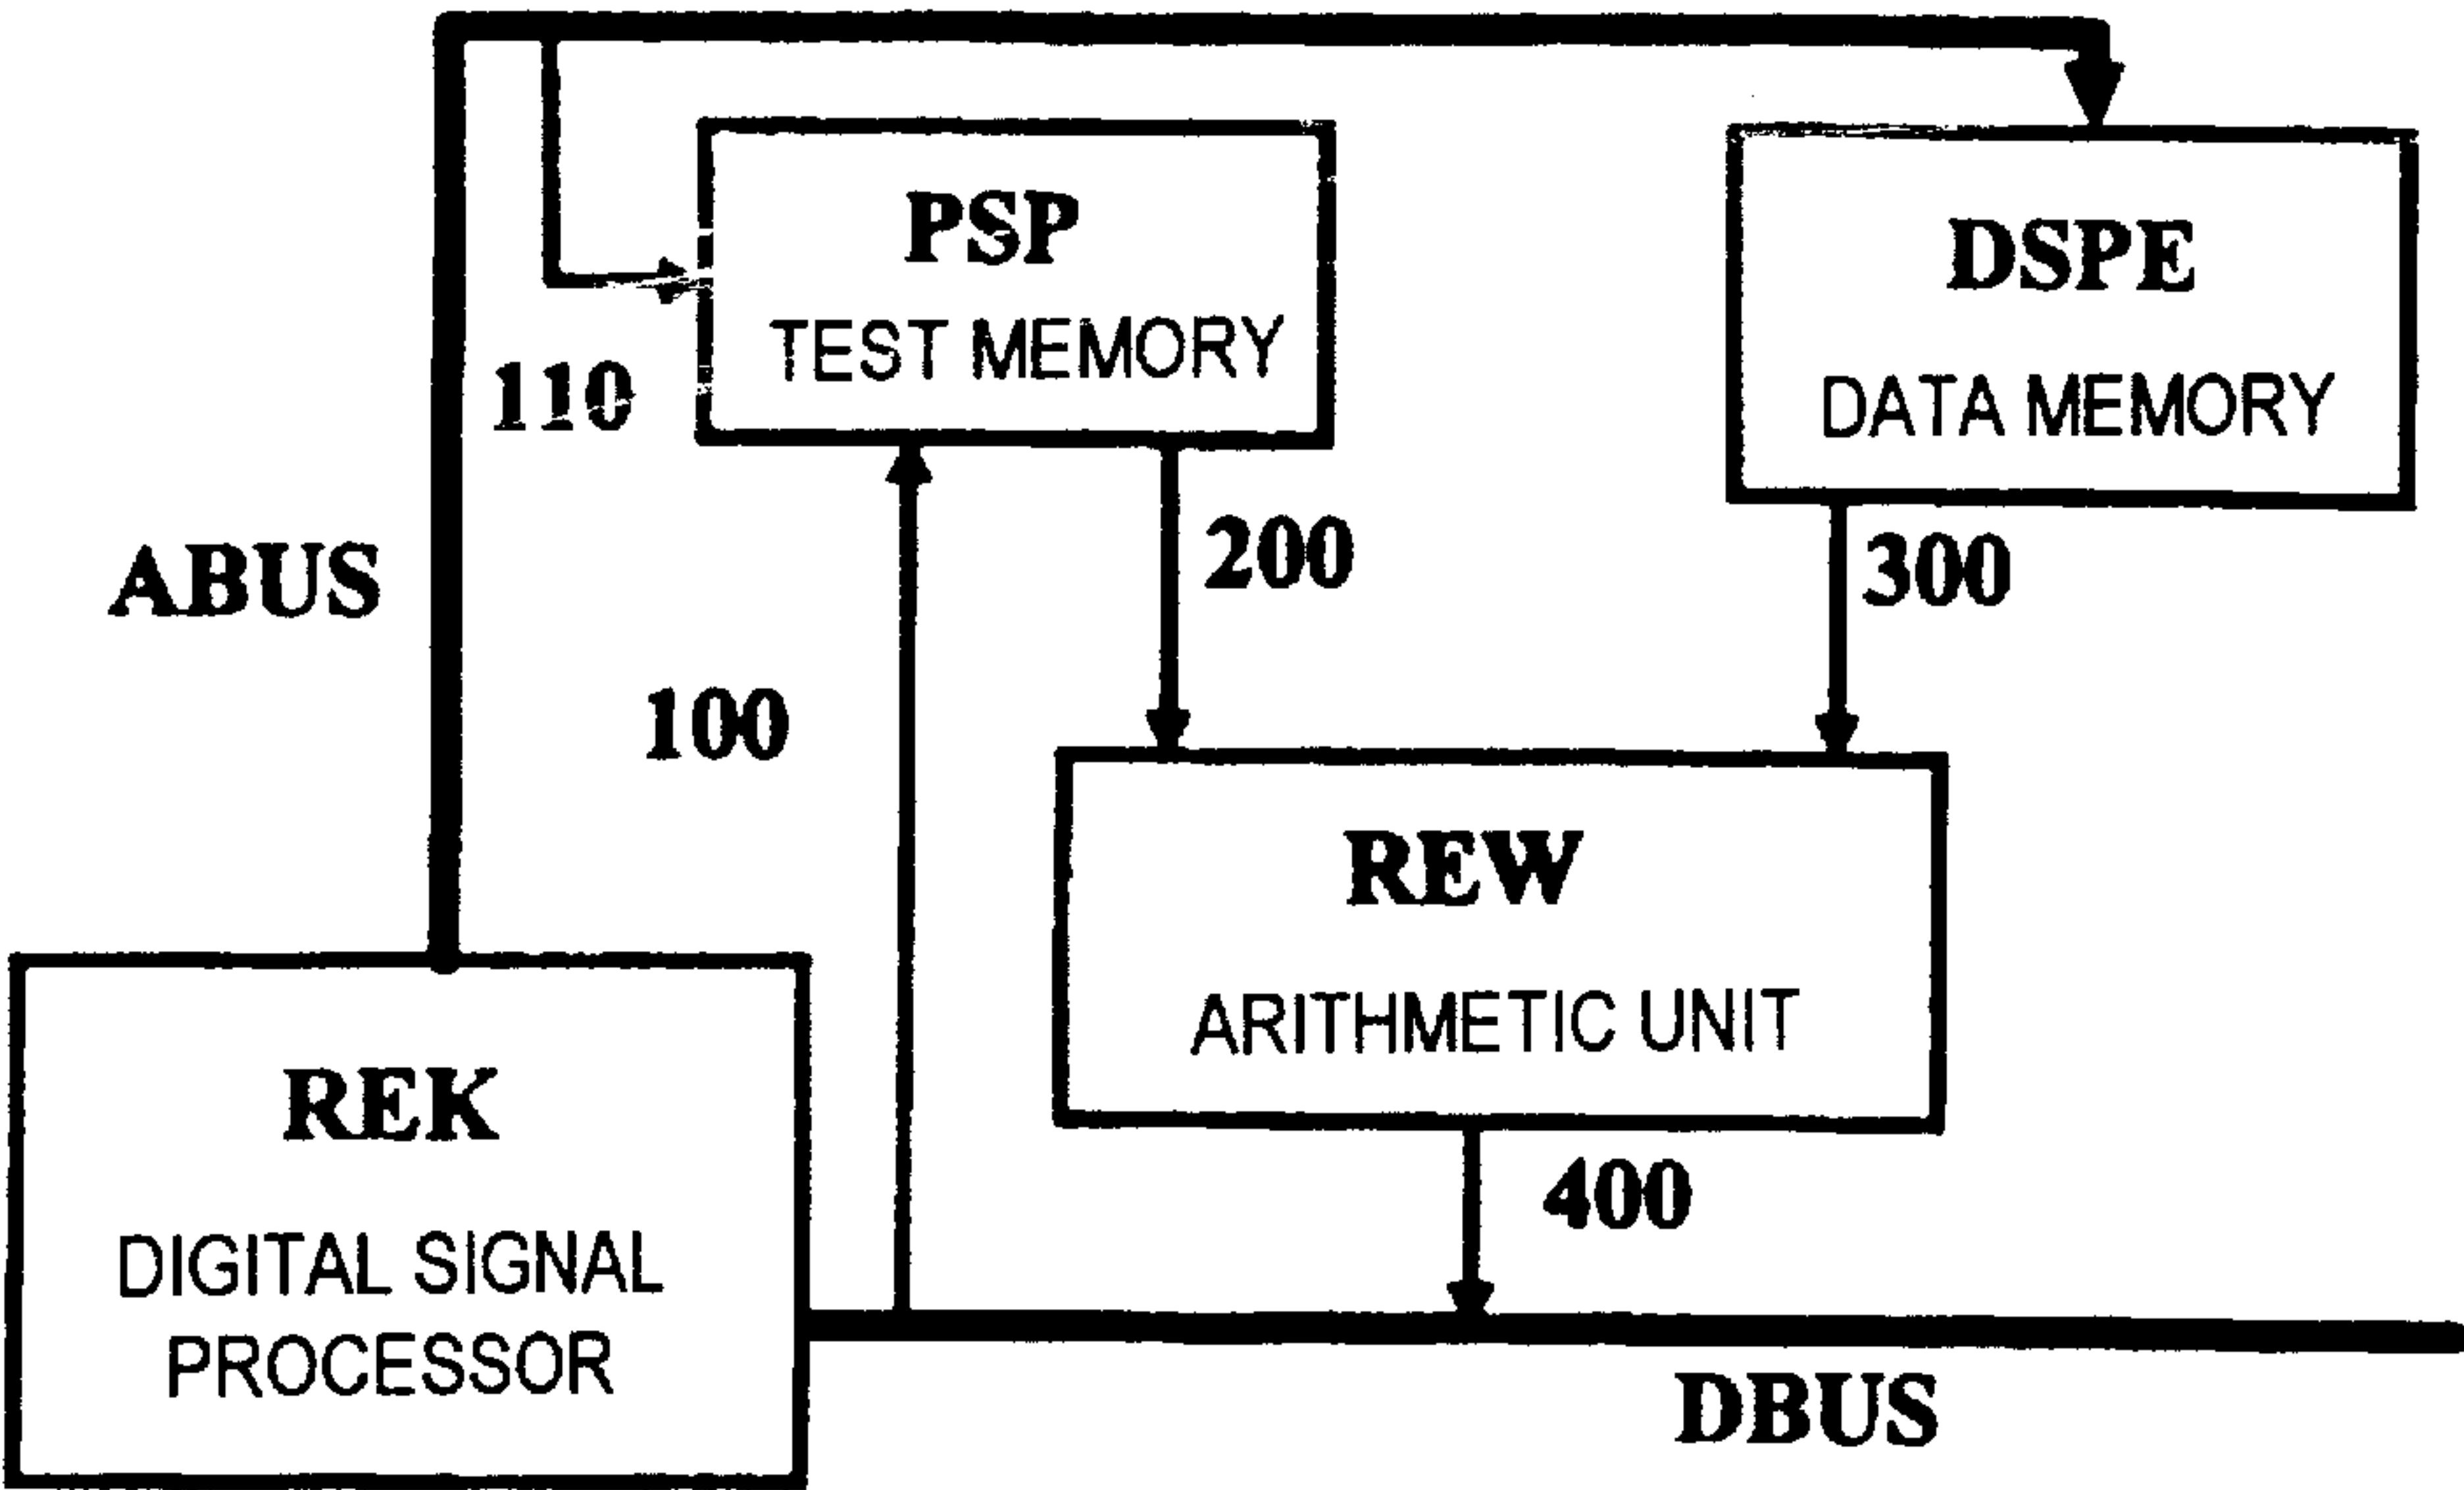 PSP
TEST MEMORY
DSPE
DATA MEMORY
110
200
300
ABUS
100
REW
ARITHMETIC UNIT
REK
DIGITAL SIGNAL
PROCESSOR
400
DBUS